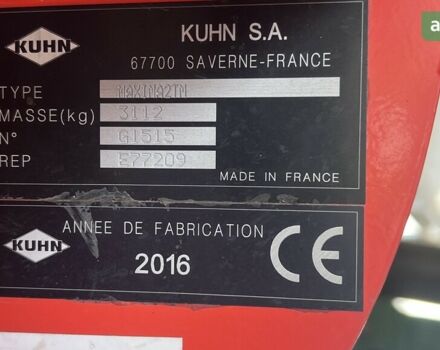 KUHN
KUHN S.A.
67700 SAVERNE-FRANCE
TYPE MAXIMA2TM
MASSE(kg) 3112
N° G1515
REP E77209
MADE IN FRANCE
KUHN
ANNEE DE FABRICATION
2016
CE
a